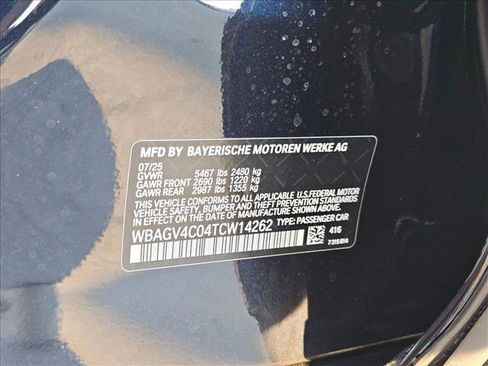 MFD BY BAYERISCHE MOTOREN WERKE AG
07/25
GVWR 5467 lbs 2480 kg
GAWR FRONT 2690 lbs 1220 kg
GAWR REAR 2987 lbs 1355 kg
THIS VEHICLE CONFORMS TO ALL APPLICABLE U.S. FEDERAL MOTOR
VEHICLE SAFETY, BUMPER, AND THEFT PREVENTION STANDARDS
IN EFFECT ON THE DATE OF MANUFACTURE SHOWN ABOVE.
WBAGV4C04TCW14262 TYPE: PASSENGER CAR
416